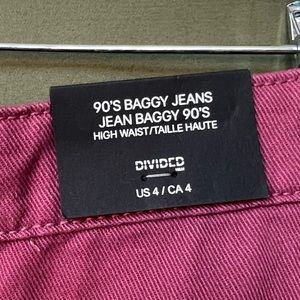 90'S BAGGY JEANS
JEAN BAGGY 90'S
HIGH WAIST/TAILLE HAUTE
DIVIDED
US 4 / CA 4